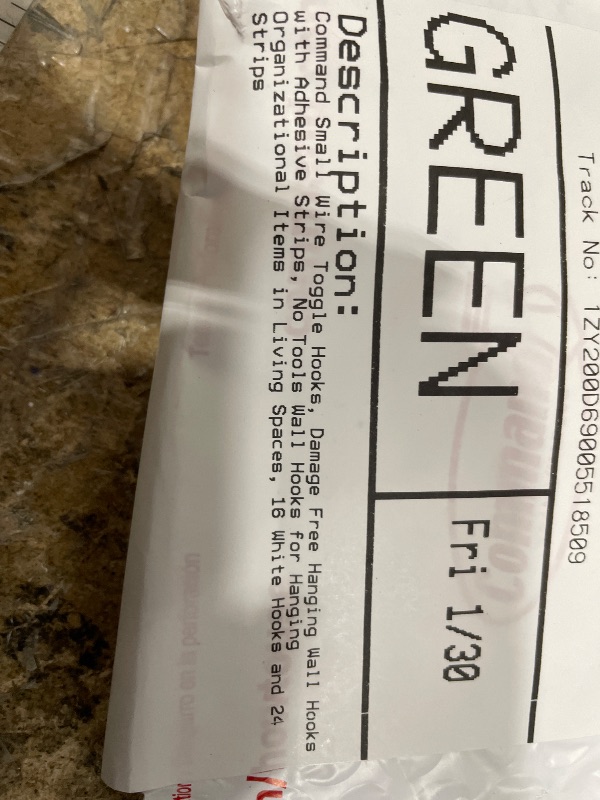 Track No: 1ZY200D69005518509
GREEN
Fri 1/30
Description:
Command Small Wire Toggle Hooks, Damage Free Hanging Wall Hooks
with Adhesive Strips, No Tools Wall Hooks for Hanging
Organizational Items in Living Spaces, 16 White Hooks and 24
Strips